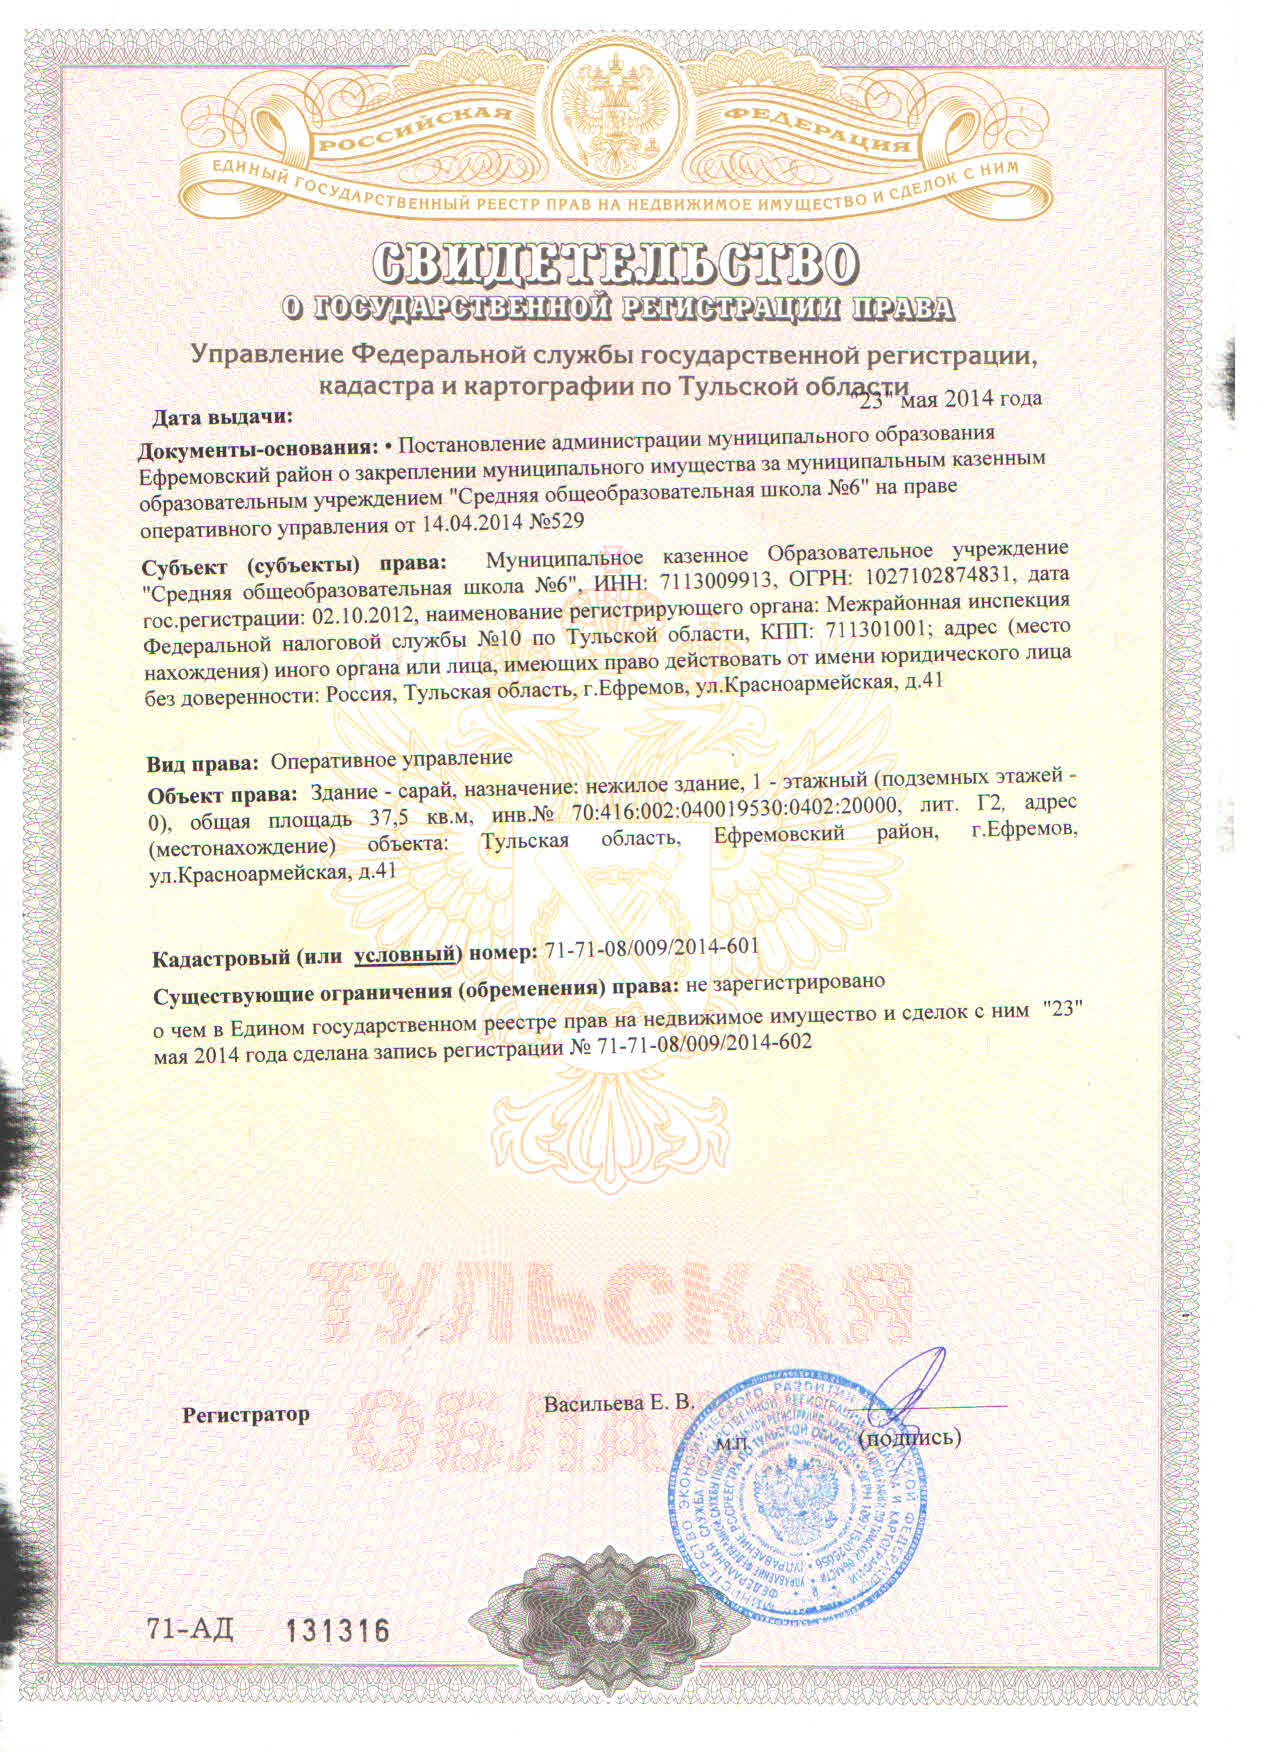 РОССИЙСКАЯ ФЕДЕРАЦИЯ
ЕДИНЫЙ ГОСУДАРСТВЕННЫЙ РЕЕСТР ПРАВ НА НЕДВИЖИМОЕ ИМУЩЕСТВО И СДЕЛОК С НИМ
СВИДЕТЕЛЬСТВО
О ГОСУДАРСТВЕННОЙ РЕГИСТРАЦИИ ПРАВА
Управление Федеральной службы государственной регистрации,
кадастра и картографии по Тульской области
Дата выдачи: "23" мая 2014 года
Документы-основания: • Постановление администрации муниципального образования
Ефремовский район о закреплении муниципального имущества за муниципальным казенным
образовательным учреждением "Средняя общеобразовательная школа №6" на праве
оперативного управления от 14.04.2014 №529
Субъект (субъекты) права: Муниципальное казенное Образовательное учреждение
"Средняя общеобразовательная школа №6", ИНН: 7113009913, ОГРН: 1027102874831, дата
гос.регистрации: 02.10.2012, наименование регистрирующего органа: Межрайонная инспекция
Федеральной налоговой службы №10 по Тульской области, КПП: 711301001; адрес (место
нахождения) иного органа или лица, имеющих право действовать от имени юридического лица
без доверенности: Россия, Тульская область, г.Ефремов, ул.Красноармейская, д.41
Вид права: Оперативное управление
Объект права: Здание - сарай, назначение: нежилое здание, 1 - этажный (подземных этажей -
0), общая площадь 37,5 кв.м, инв.№ 70:416:002:040019530:0402:20000, лит. Г2, адрес
(местонахождение) объекта: Тульская область, Ефремовский район, г.Ефремов,
ул.Красноармейская, д.41
Кадастровый (или условный) номер: 71-71-08/009/2014-601
Существующие ограничения (обременения) права: не зарегистрировано
о чем в Едином государственном реестре прав на недвижимое имущество и сделок с ним "23"
мая 2014 года сделана запись регистрации № 71-71-08/009/2014-602
ТУЛЬСКАЯ
Регистратор Васильева Е. В.
М.П. (подпись)
71-АД 131316